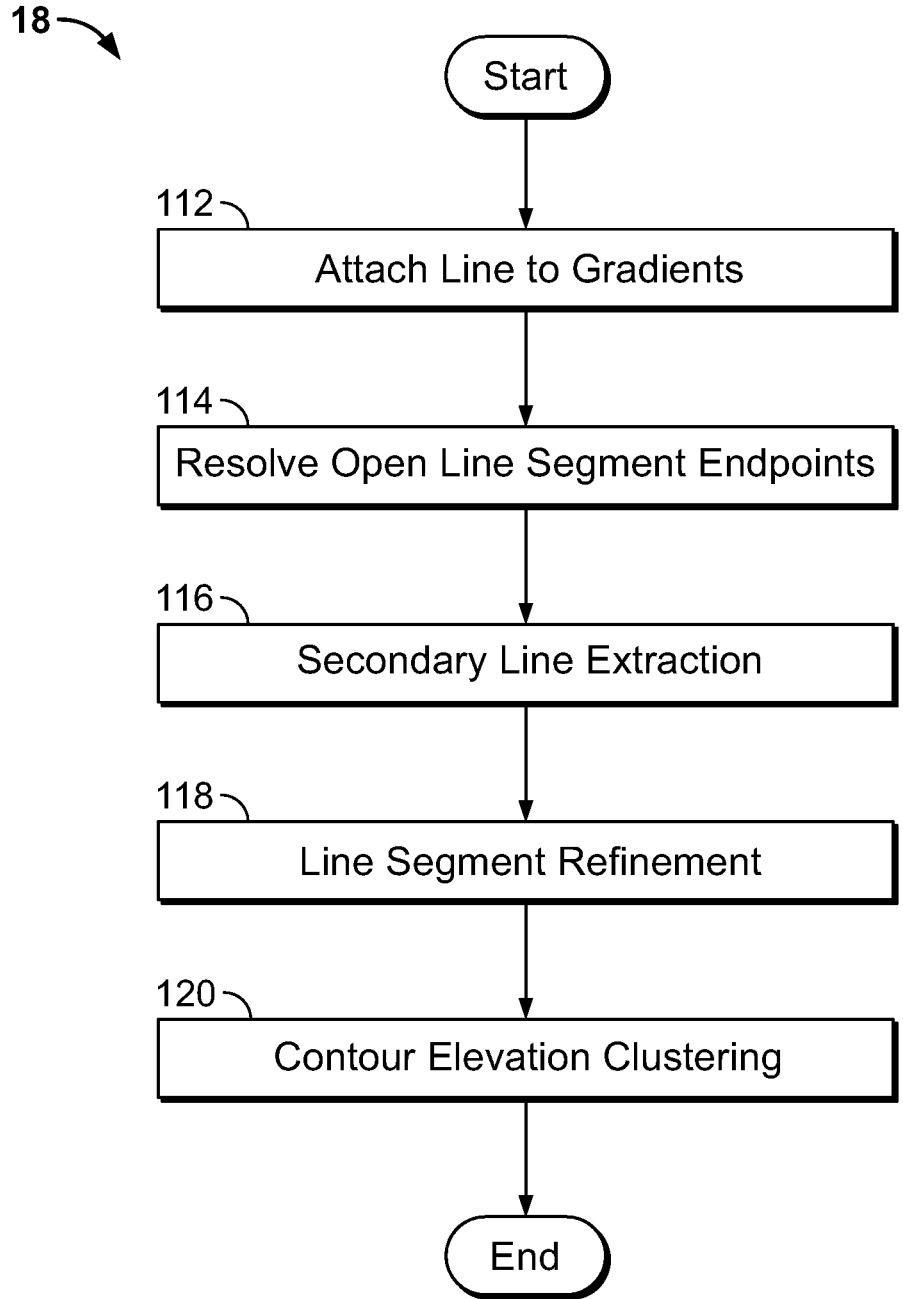 18
Start
112
Attach Line to Gradients
114
Resolve Open Line Segment Endpoints
116
Secondary Line Extraction
118
Line Segment Refinement
120
Contour Elevation Clustering
End